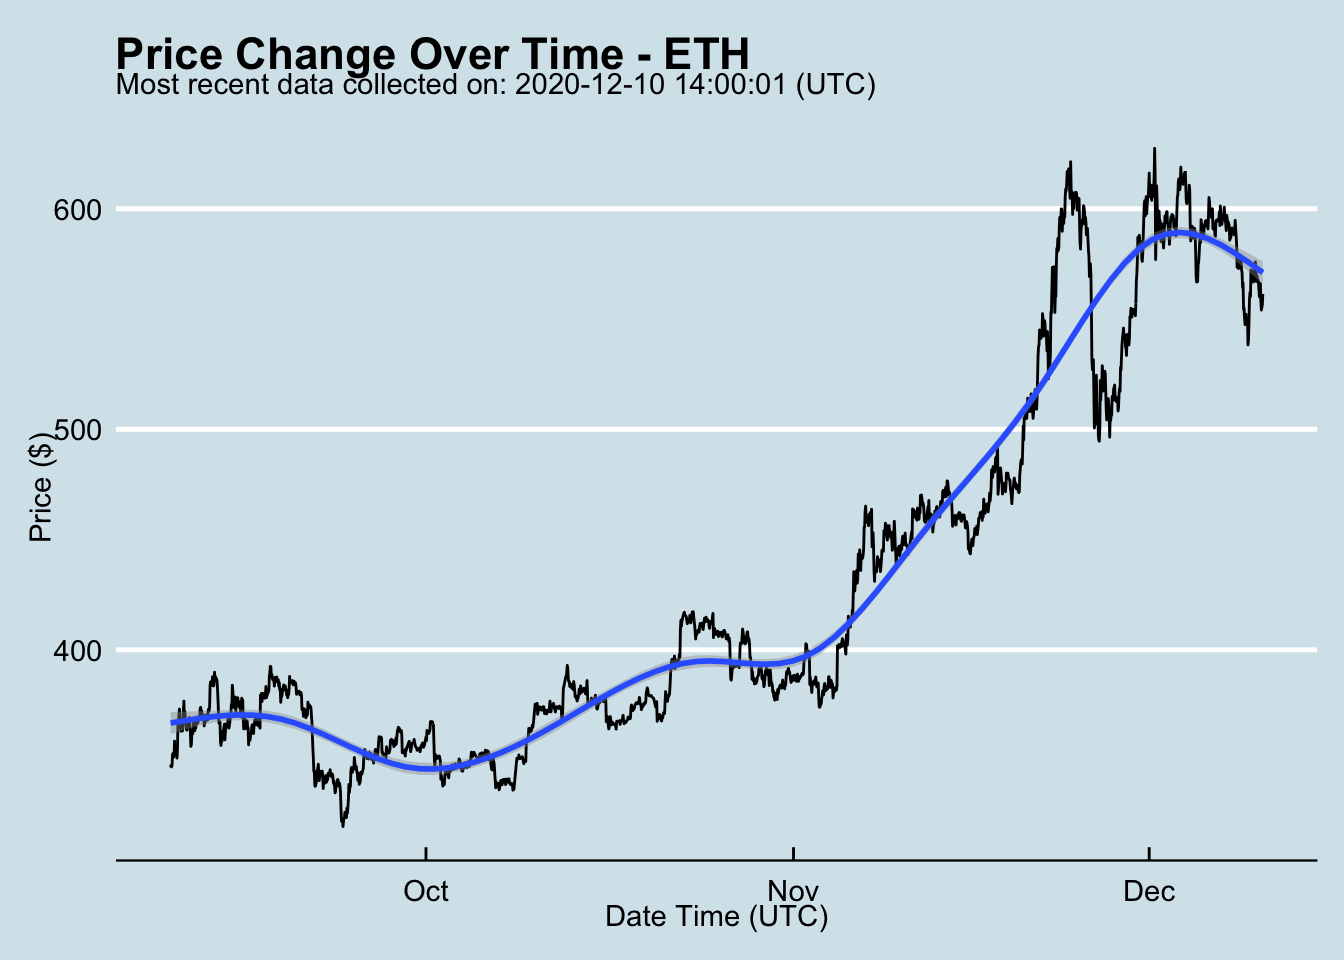 Price Change Over Time - ETH
Most recent data collected on: 2020-12-10 14:00:01 (UTC)
600
500
400
Price ($)
Oct
Nov
Dec
Date Time (UTC)